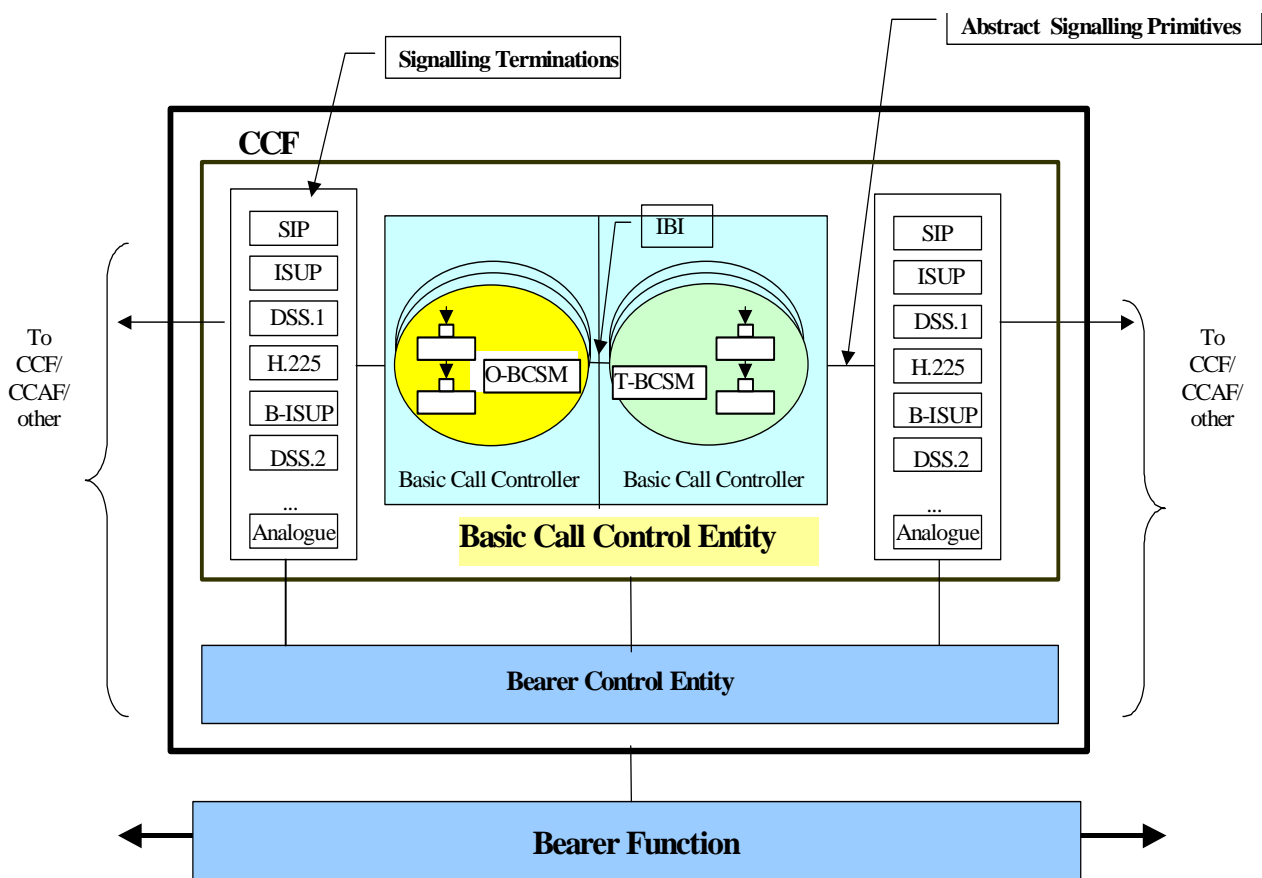 Abstract Signalling Primitives
Signalling Terminations
CCF
SIP
ISUP
DSS.1
H.225
B-ISUP
DSS.2
...
Analogue
To
CCF/
CCAF/
other
IBI
O-BCSM
T-BCSM
Basic Call Controller
Basic Call Controller
Basic Call Control Entity
SIP
ISUP
DSS.1
H.225
B-ISUP
DSS.2
...
Analogue
To
CCF/
CCAF/
other
Bearer Control Entity
Bearer Function